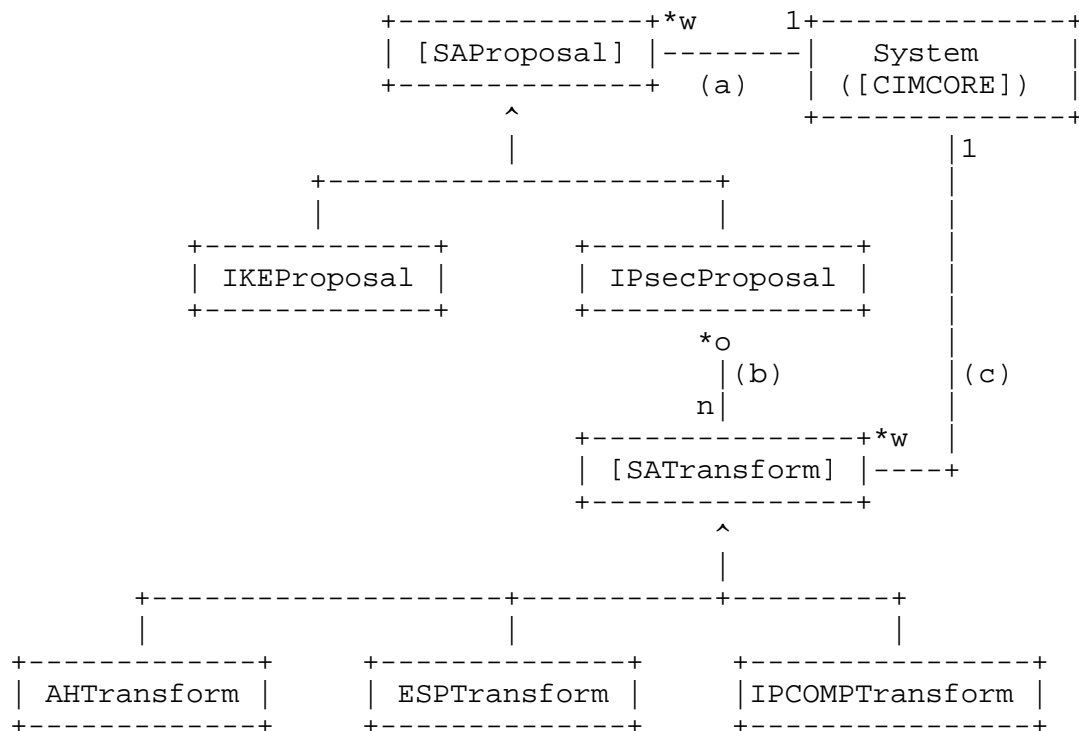 *w 1
[SAProposal] System
(a) ([CIMCORE])
1
IKEProposal IPsecProposal
*o
(b) (c)
n
*w
[SATransform]
AHTransform ESPTransform IPCOMPTransform